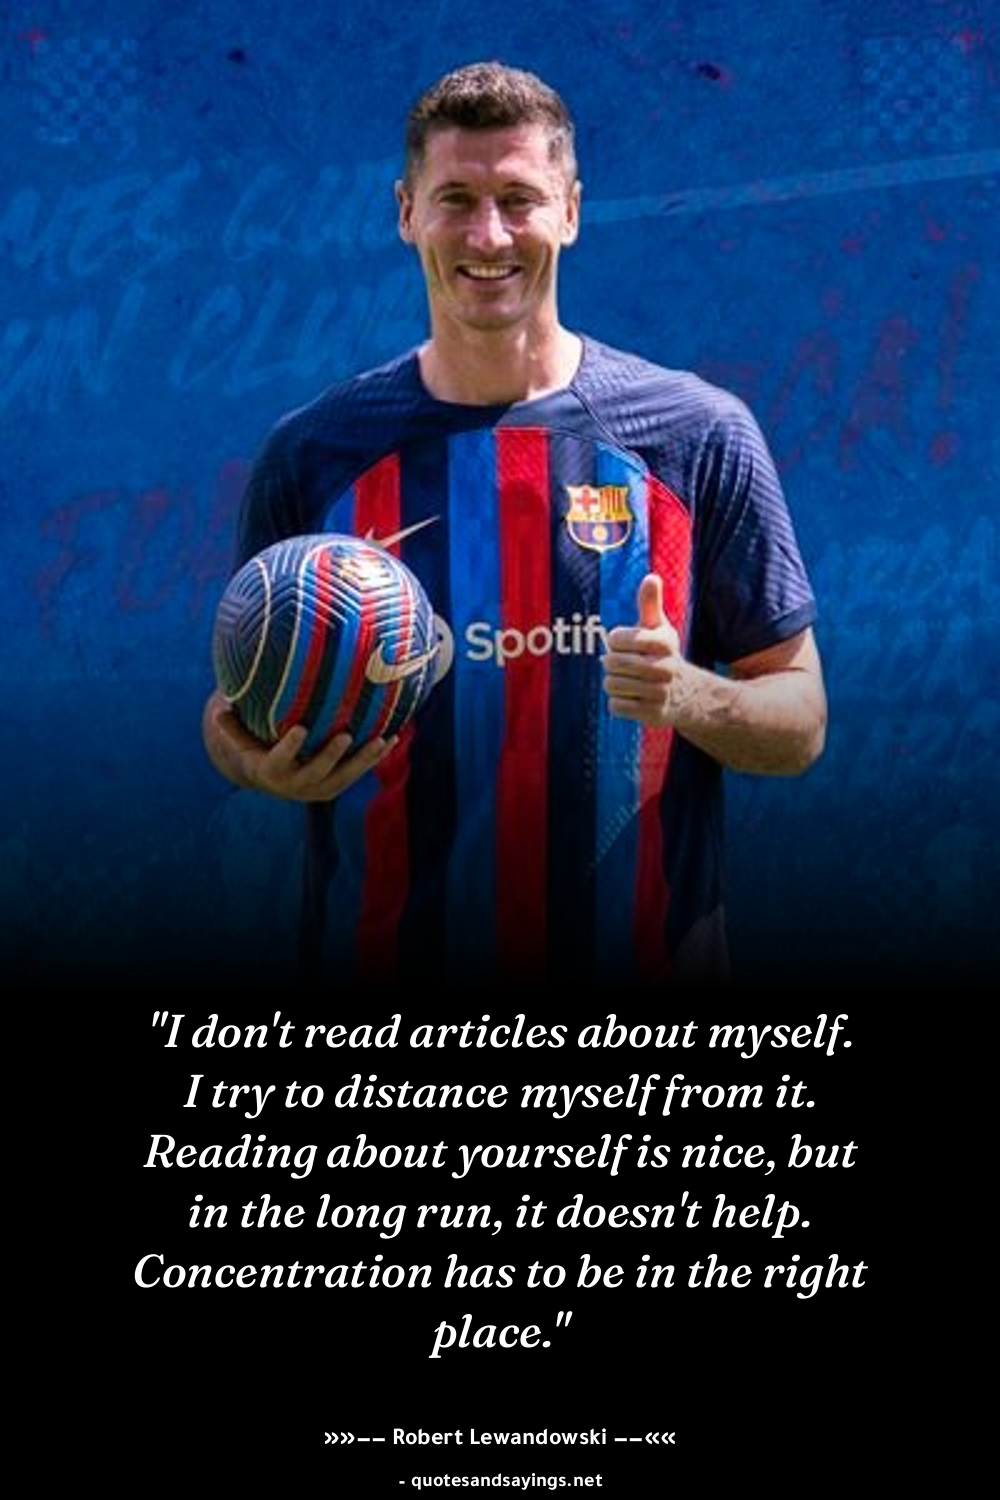 Spotify
"I don't read articles about myself.
I try to distance myself from it.
Reading about yourself is nice, but
in the long run, it doesn't help.
Concentration has to be in the right
place."
»»–– Robert Lewandowski ––««
- quotesandsayings.net